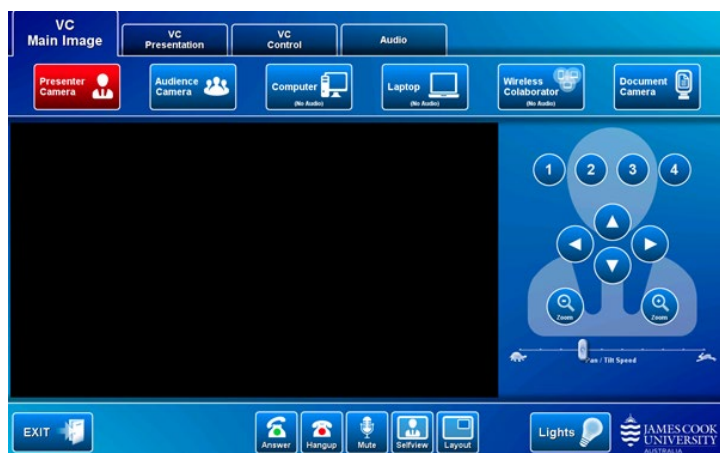 VC
Main Image
VC
Presentation
VC
Control
Audio
Presenter
Camera
Audience
Camera
Computer
(No Audio)
Laptop
(No Audio)
Wireless
Colaborator
(No Audio)
Document
Camera
1 2 3 4
Zoom
Zoom
Pan / Tilt Speed
EXIT
Answer
Hangup
Mute
Selfview
Layout
Lights
JAMES COOK
UNIVERSITY
AUSTRALIA